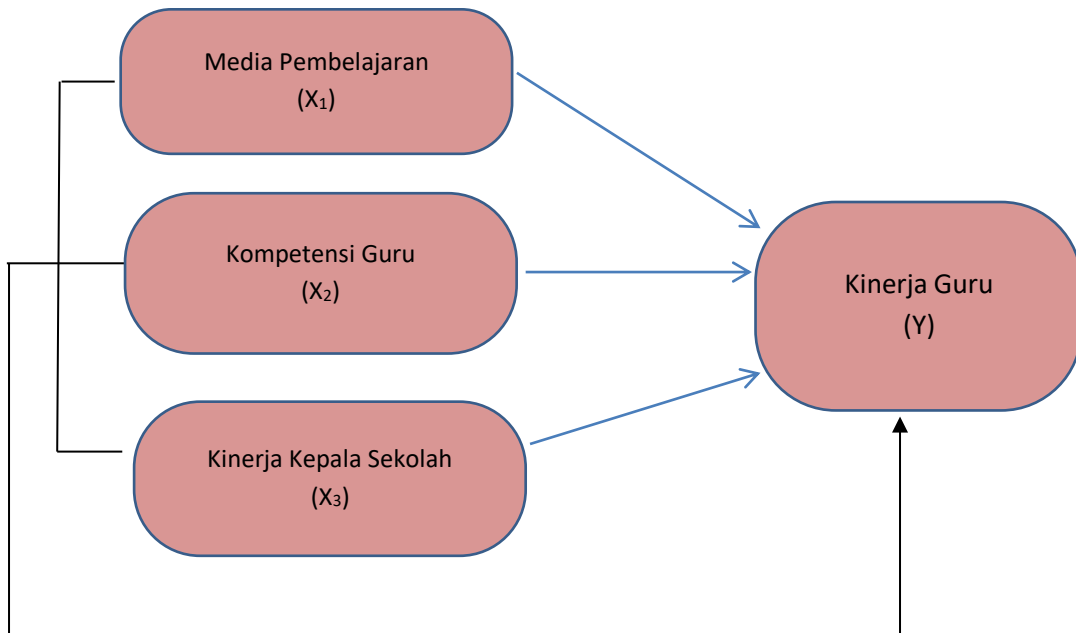 Media Pembelajaran
(X₁)
Kompetensi Guru
(X₂)
Kinerja Kepala Sekolah
(X₃)
Kinerja Guru
(Y)